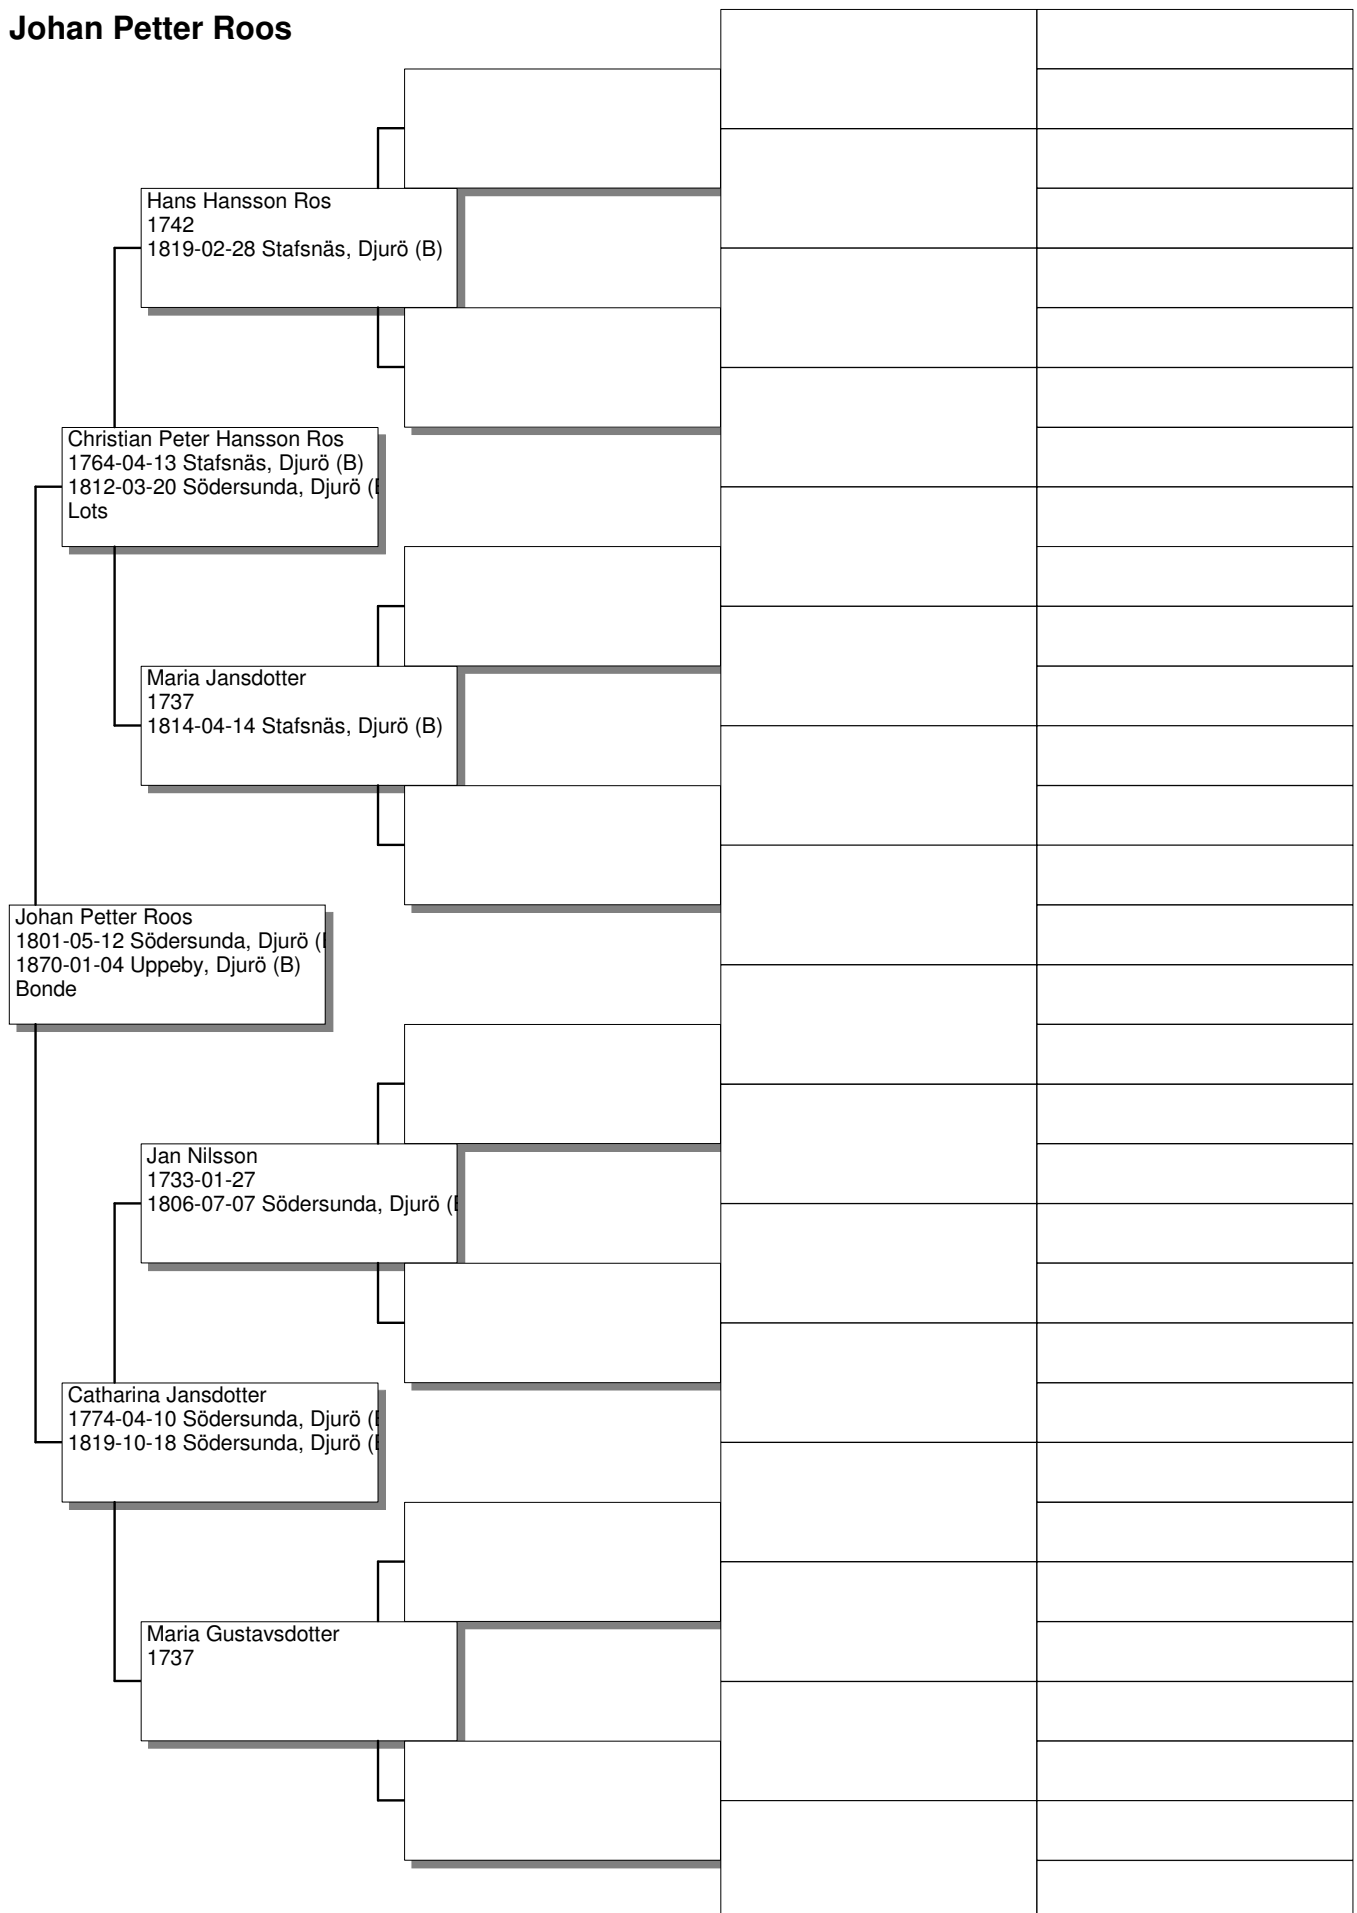 Johan Petter Roos
Hans Hansson Ros
1742
1819-02-28 Stafsnäs, Djurö (B)
Christian Peter Hansson Ros
1764-04-13 Stafsnäs, Djurö (B)
1812-03-20 Södersunda, Djurö (
Lots
Maria Jansdotter
1737
1814-04-14 Stafsnäs, Djurö (B)
Johan Petter Roos
1801-05-12 Södersunda, Djurö (
1870-01-04 Uppeby, Djurö (B)
Bonde
Jan Nilsson
1733-01-27
1806-07-07 Södersunda, Djurö (
Catharina Jansdotter
1774-04-10 Södersunda, Djurö (
1819-10-18 Södersunda, Djurö (
Maria Gustavsdotter
1737